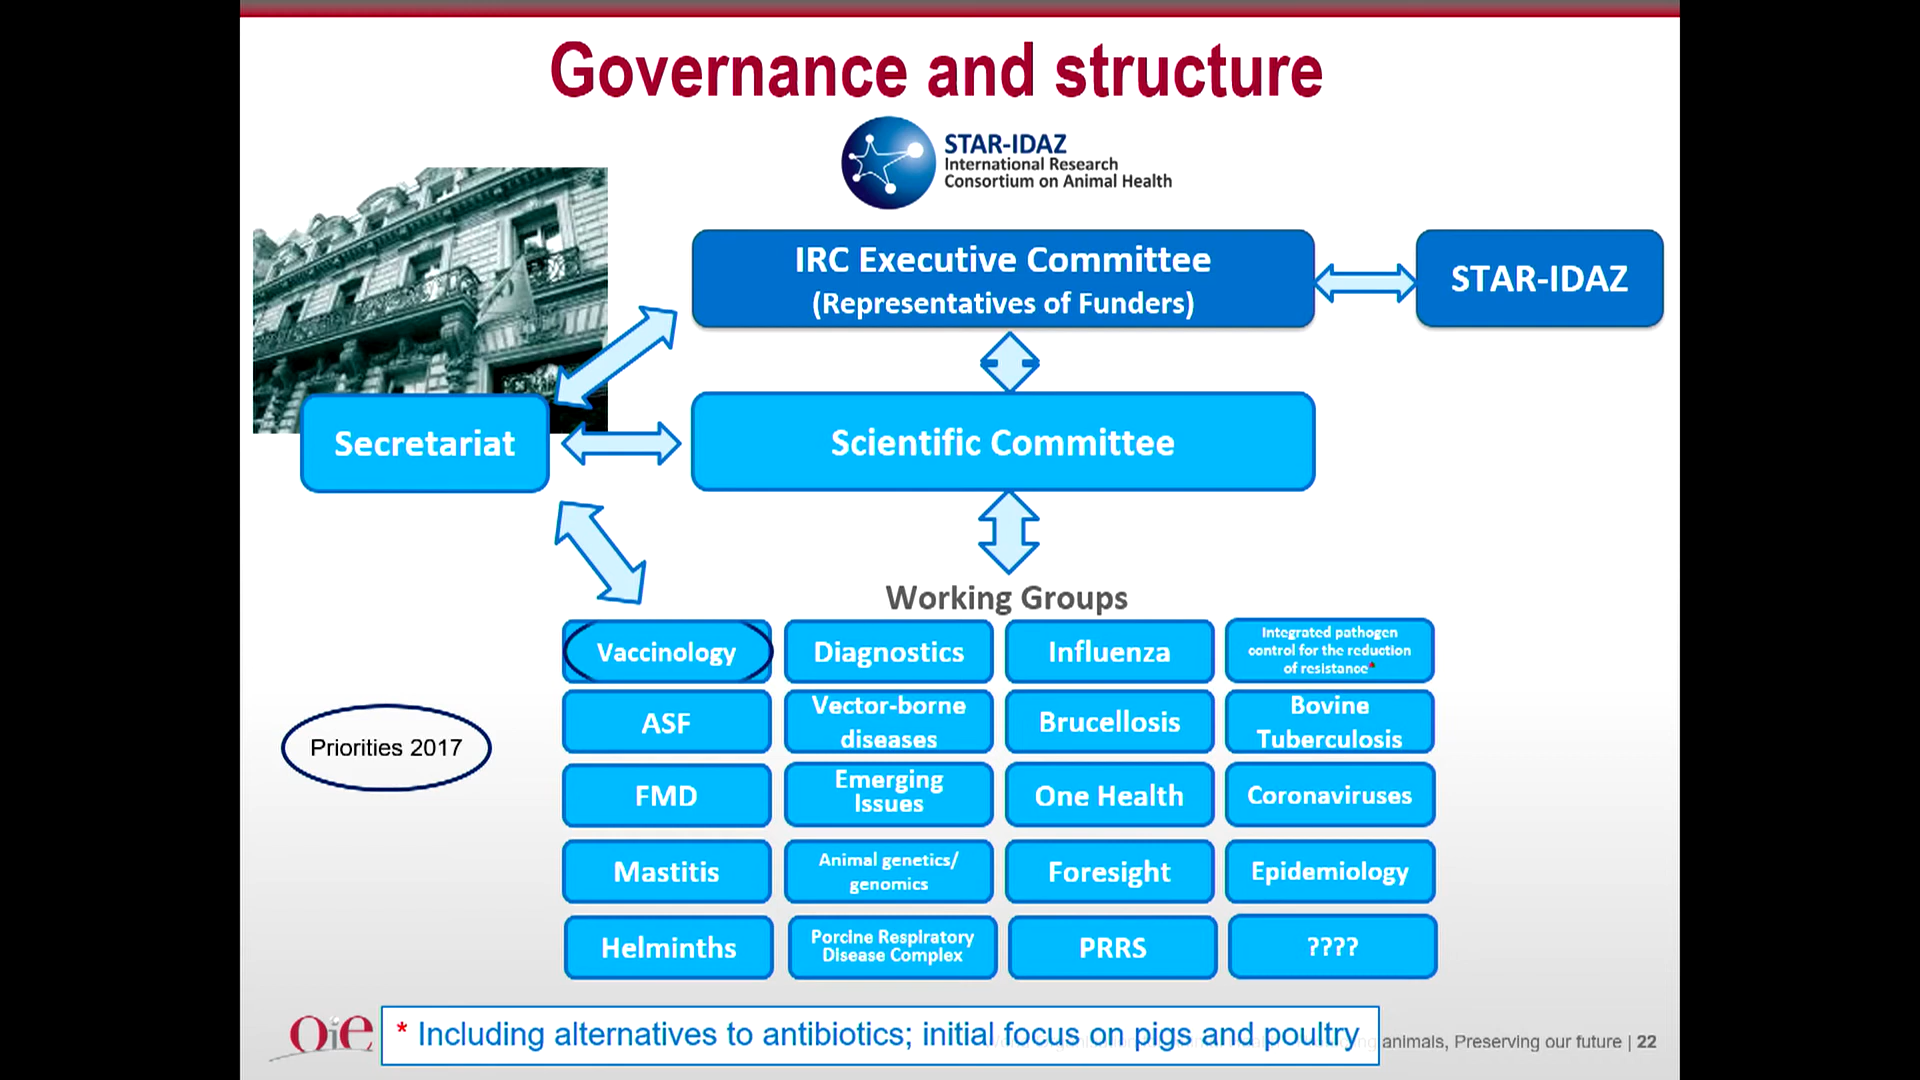 Governance and structure
STAR-IDAZ
International Research
Consortium on Animal Health
IRC Executive Committee
(Representatives of Funders)
STAR-IDAZ
Secretariat
Scientific Committee
Working Groups
Vaccinology
Diagnostics
Influenza
Integrated pathogen
control for the reduction
of resistance*
ASF
Vector-borne
diseases
Brucellosis
Bovine
Tuberculosis
Priorities 2017
FMD
Emerging
Issues
One Health
Coronaviruses
Mastitis
Animal genetics/
genomics
Foresight
Epidemiology
Helminths
Porcine Respiratory
Disease Complex
PRRS
????
Oie
* Including alternatives to antibiotics; initial focus on pigs and poultry
animals, Preserving our future | 22